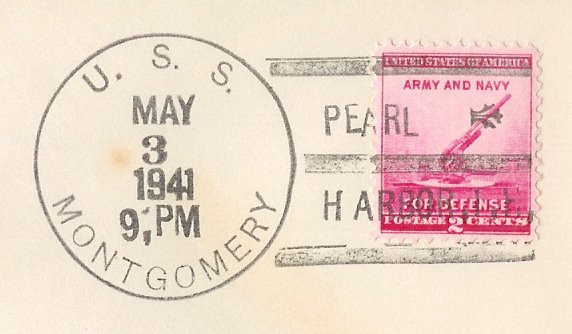 U. S. S.
MAY
3
1941
9, PM
MONTGOMERY
PEARL
HARBOR
UNITED STATES OF AMERICA
ARMY AND NAVY
FOR DEFENSE
POSTAGE 2 CENTS